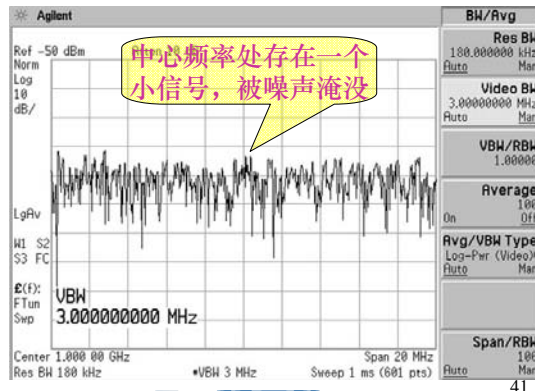 Agilent
BW/Avg
Ref -50 dBm
Norm
Log
10
dB/
中心频率处存在一个
小信号，被噪声淹没
LgAv
W1 S2
S3 FC
£(f):
FTun
Swp
VBW
3.000000000 MHz
Center 1.000 00 GHz
Span 20 MHz
Res BW 180 kHz
*VBW 3 MHz
Sweep 1 ms (601 pts)
Res BW
180.000000 kHz
Auto Man
Video BW
3.00000000 MHz
Auto Man
VBW/RBW
1.00000
Average
100
On Off
Avg/VBW Type
Log-Pwr (Video)
Auto Man
Span/RBW
106
Auto Man
41